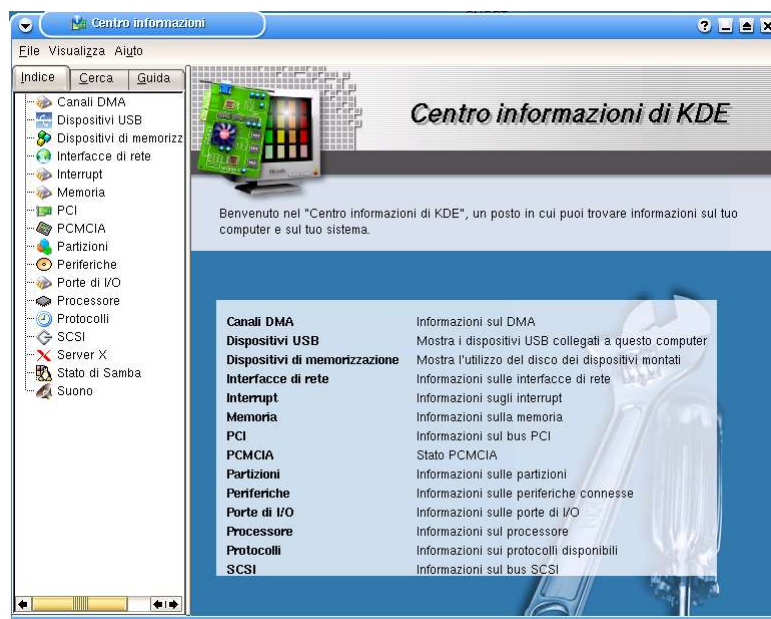 Centro informazioni
File Visualizza Aiuto
Indice Cerca Guida
Canali DMA
Dispositivi USB
Dispositivi di memorizz
Interfacce di rete
Interrupt
Memoria
PCI
PCMCIA
Partizioni
Periferiche
Porte di I/O
Processore
Protocolli
SCSI
Server X
Stato di Samba
Suono
Centro informazioni di KDE
Benvenuto nel "Centro informazioni di KDE", un posto in cui puoi trovare informazioni sul tuo
computer e sul tuo sistema.
Canali DMA Informazioni sul DMA
Dispositivi USB Mostra i dispositivi USB collegati a questo computer
Dispositivi di memorizzazione Mostra l'utilizzo del disco dei dispositivi montati
Interfacce di rete Informazioni sulle interfacce di rete
Interrupt Informazioni sugli interrupt
Memoria Informazioni sulla memoria
PCI Informazioni sul bus PCI
PCMCIA Stato PCMCIA
Partizioni Informazioni sulle partizioni
Periferiche Informazioni sulle periferiche connesse
Porte di I/O Informazioni sulle porte di I/O
Processore Informazioni sul processore
Protocolli Informazioni sui protocolli disponibili
SCSI Informazioni sul bus SCSI